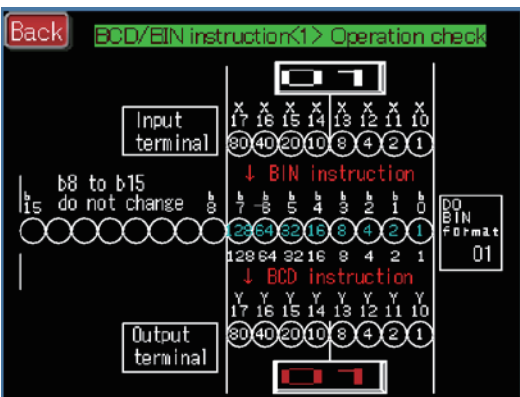 Back
BCD/BIN instruction<1> Operation check
Input terminal
X X X X X X X X
17 16 15 14 13 12 11 10
80 40 20 10 8 4 2 1
↓ BIN instruction
b8 to b15
do not change
b b b b b b b b b b
15 8 7 6 5 4 3 2 1 0
128 64 32 16 8 4 2 1
128 64 32 16 8 4 2 1
D0
BIN
format
01
↓ BCD instruction
Y Y Y Y Y Y Y Y
17 16 15 14 13 12 11 10
Output terminal
80 40 20 10 8 4 2 1